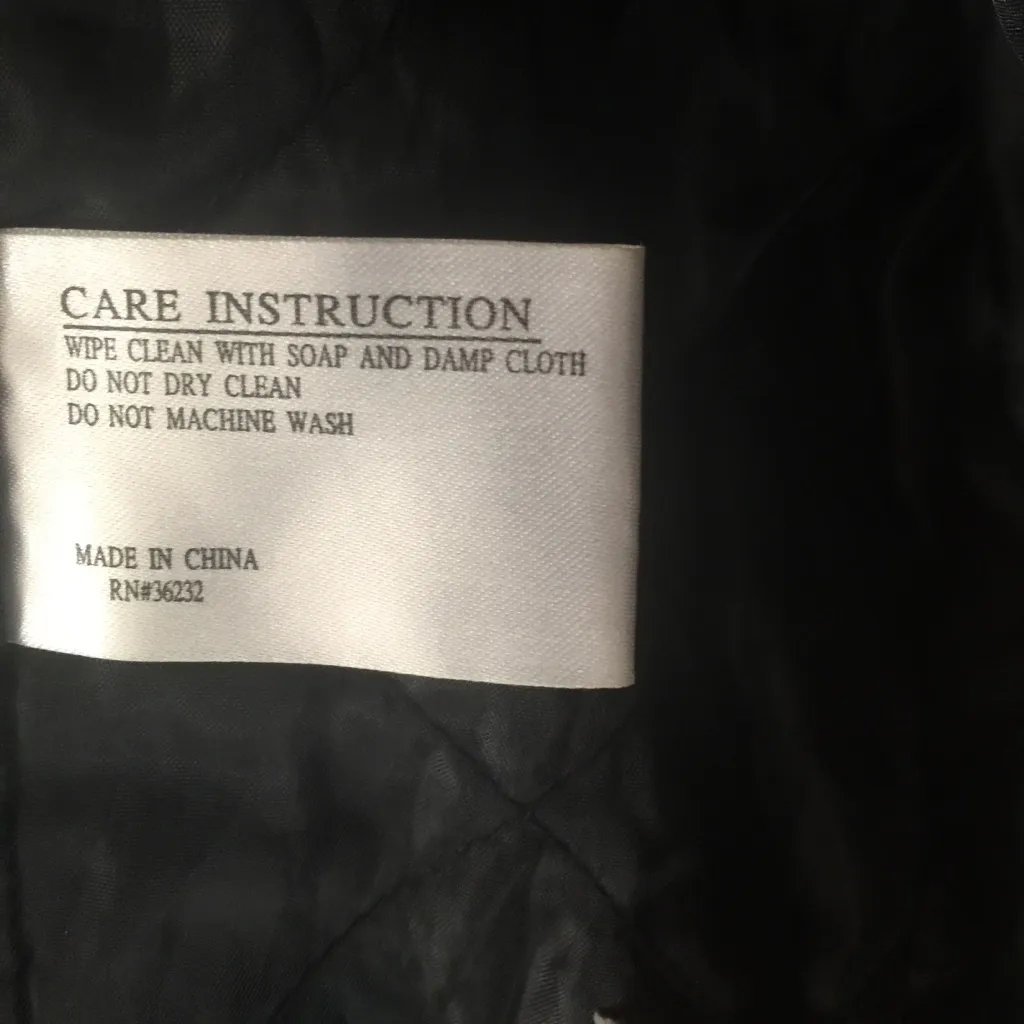 CARE INSTRUCTION
WIPE CLEAN WITH SOAP AND DAMP CLOTH
DO NOT DRY CLEAN
DO NOT MACHINE WASH
MADE IN CHINA
RN#36232